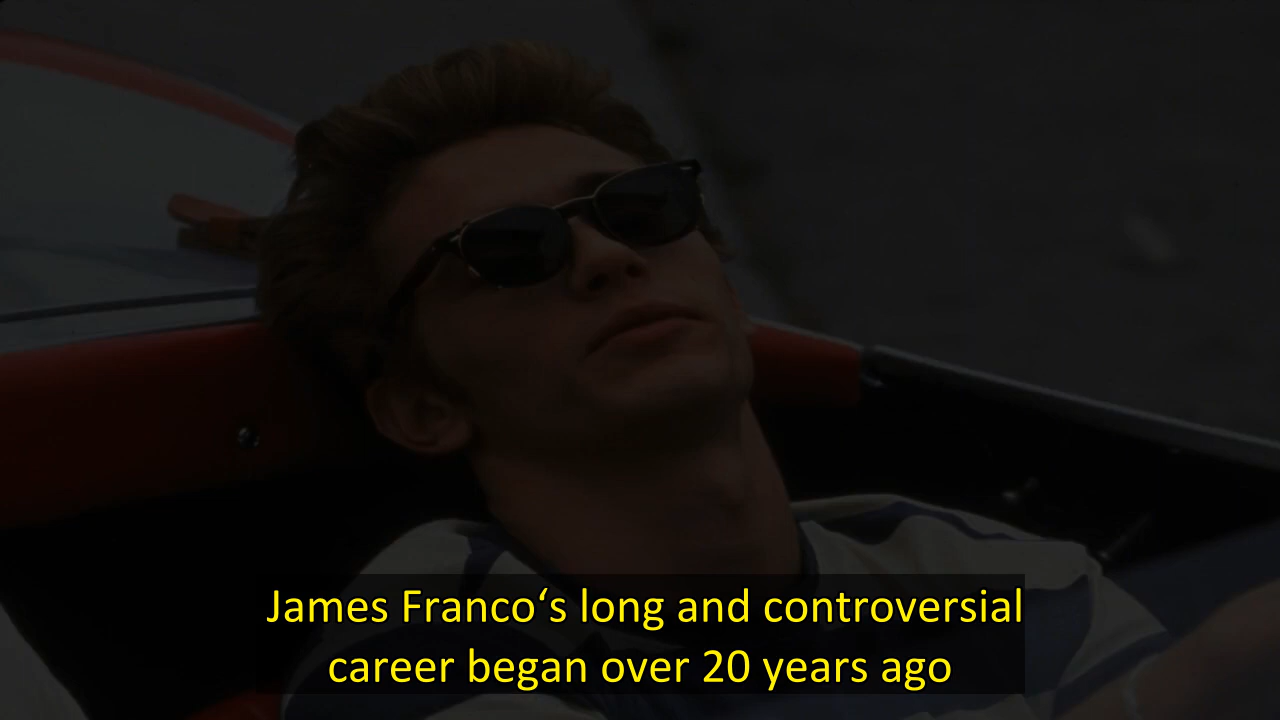 James Franco‘s long and controversial
career began over 20 years ago